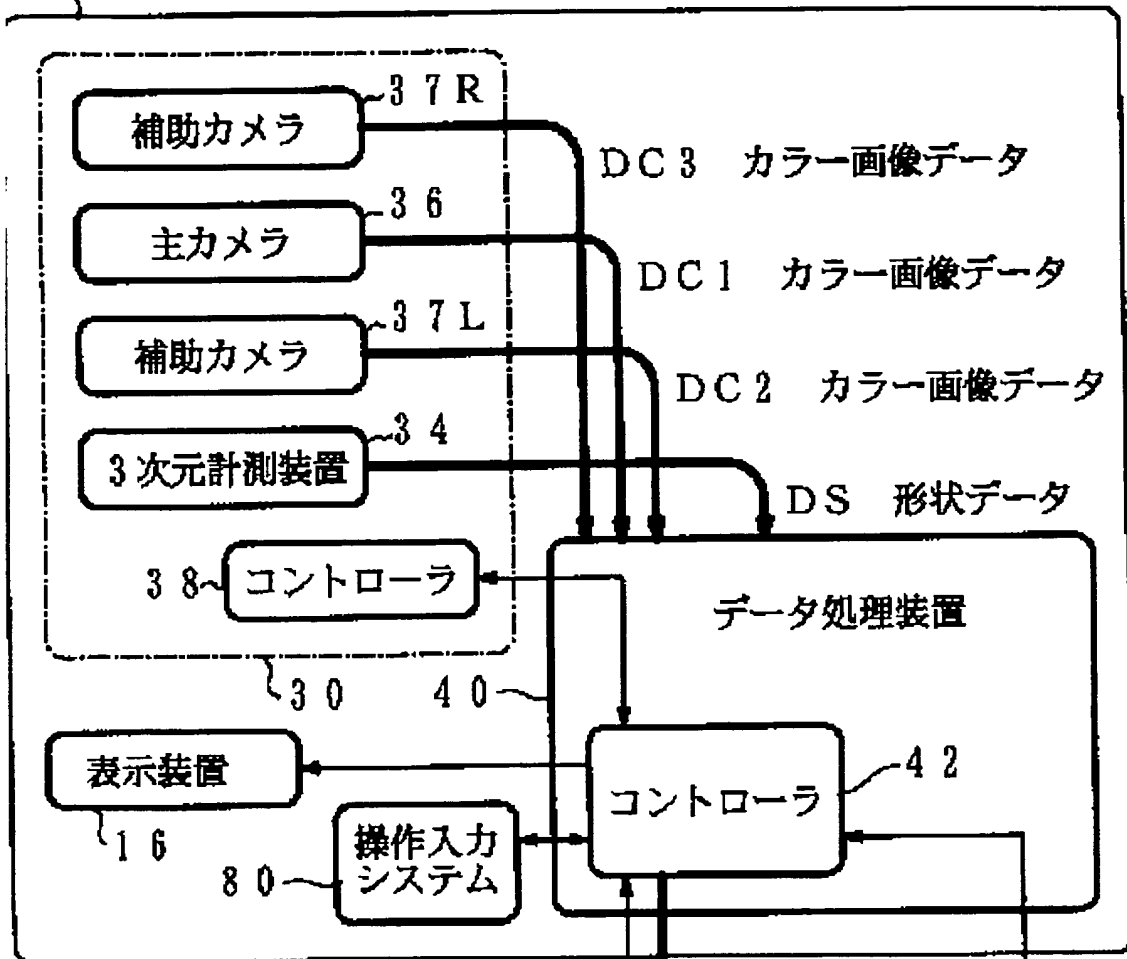 37R
補助カメラ
DC3 カラー画像データ
36
主カメラ
DC1 カラー画像データ
37L
補助カメラ
DC2 カラー画像データ
34
3次元計測装置
DS 形状データ
38
コントローラ
データ処理装置
30
40
表示装置
42
コントローラ
16
操作入力
システム
80